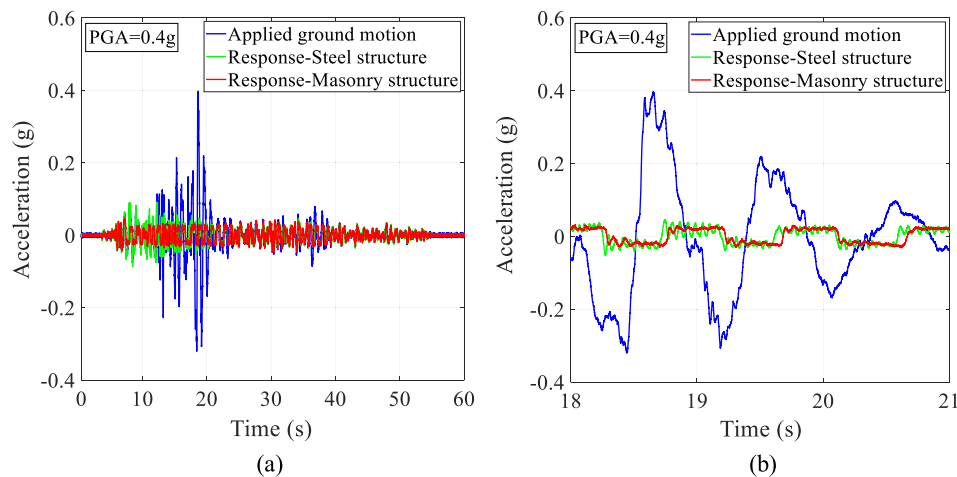 PGA=0.4g
Applied ground motion
Response-Steel structure
Response-Masonry structure
Acceleration (g)
0.6
0.4
0.2
0
-0.2
-0.4
0 10 20 30 40 50 60
Time (s)
(a)
PGA=0.4g
Applied ground motion
Response-Steel structure
Response-Masonry structure
Acceleration (g)
0.6
0.4
0.2
0
-0.2
-0.4
18 19 20 21
Time (s)
(b)